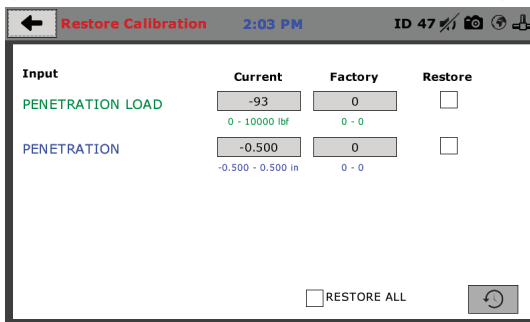 Restore Calibration 2:03 PM ID 47
Input Current Factory Restore
PENETRATION LOAD -93 0
0 - 10000 lbf 0 - 0
PENETRATION -0.500 0
-0.500 - 0.500 in 0 - 0
RESTORE ALL